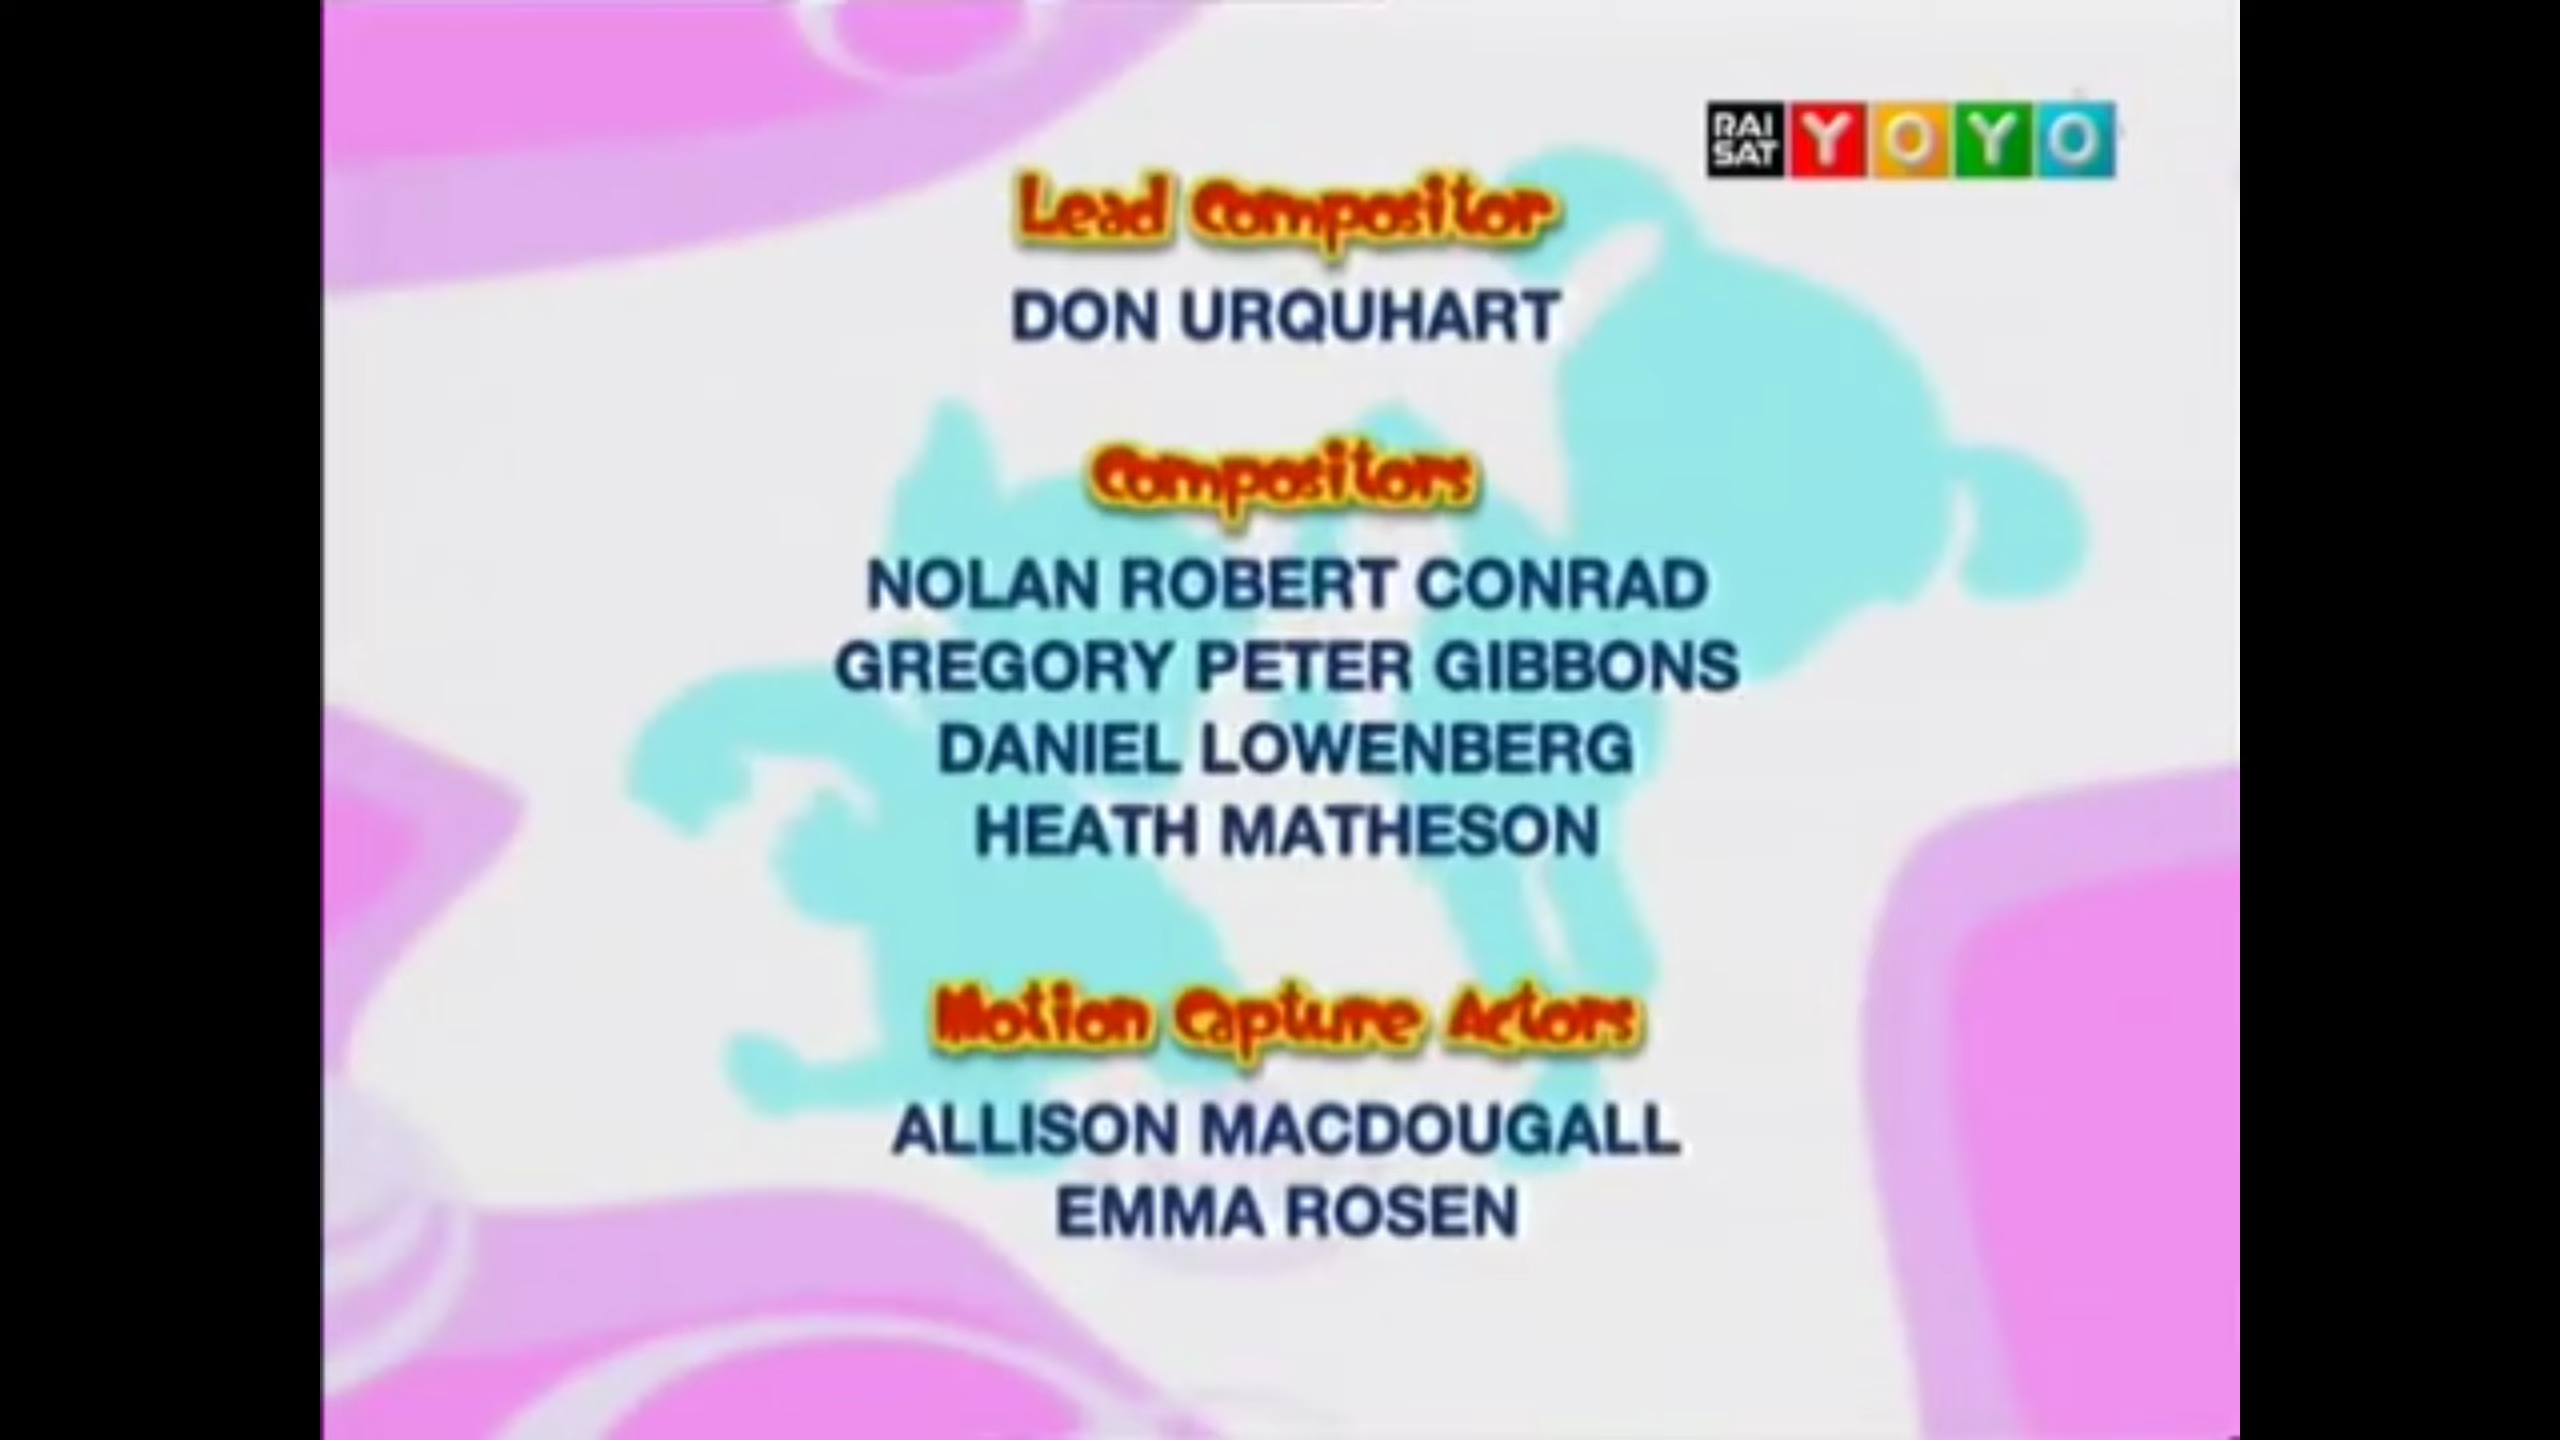 RAI SAT YOYO
Lead Compositor
DON URQUHART
Compositors
NOLAN ROBERT CONRAD
GREGORY PETER GIBBONS
DANIEL LOWENBERG
HEATH MATHESON
Motion Capture Actors
ALLISON MACDOUGALL
EMMA ROSEN